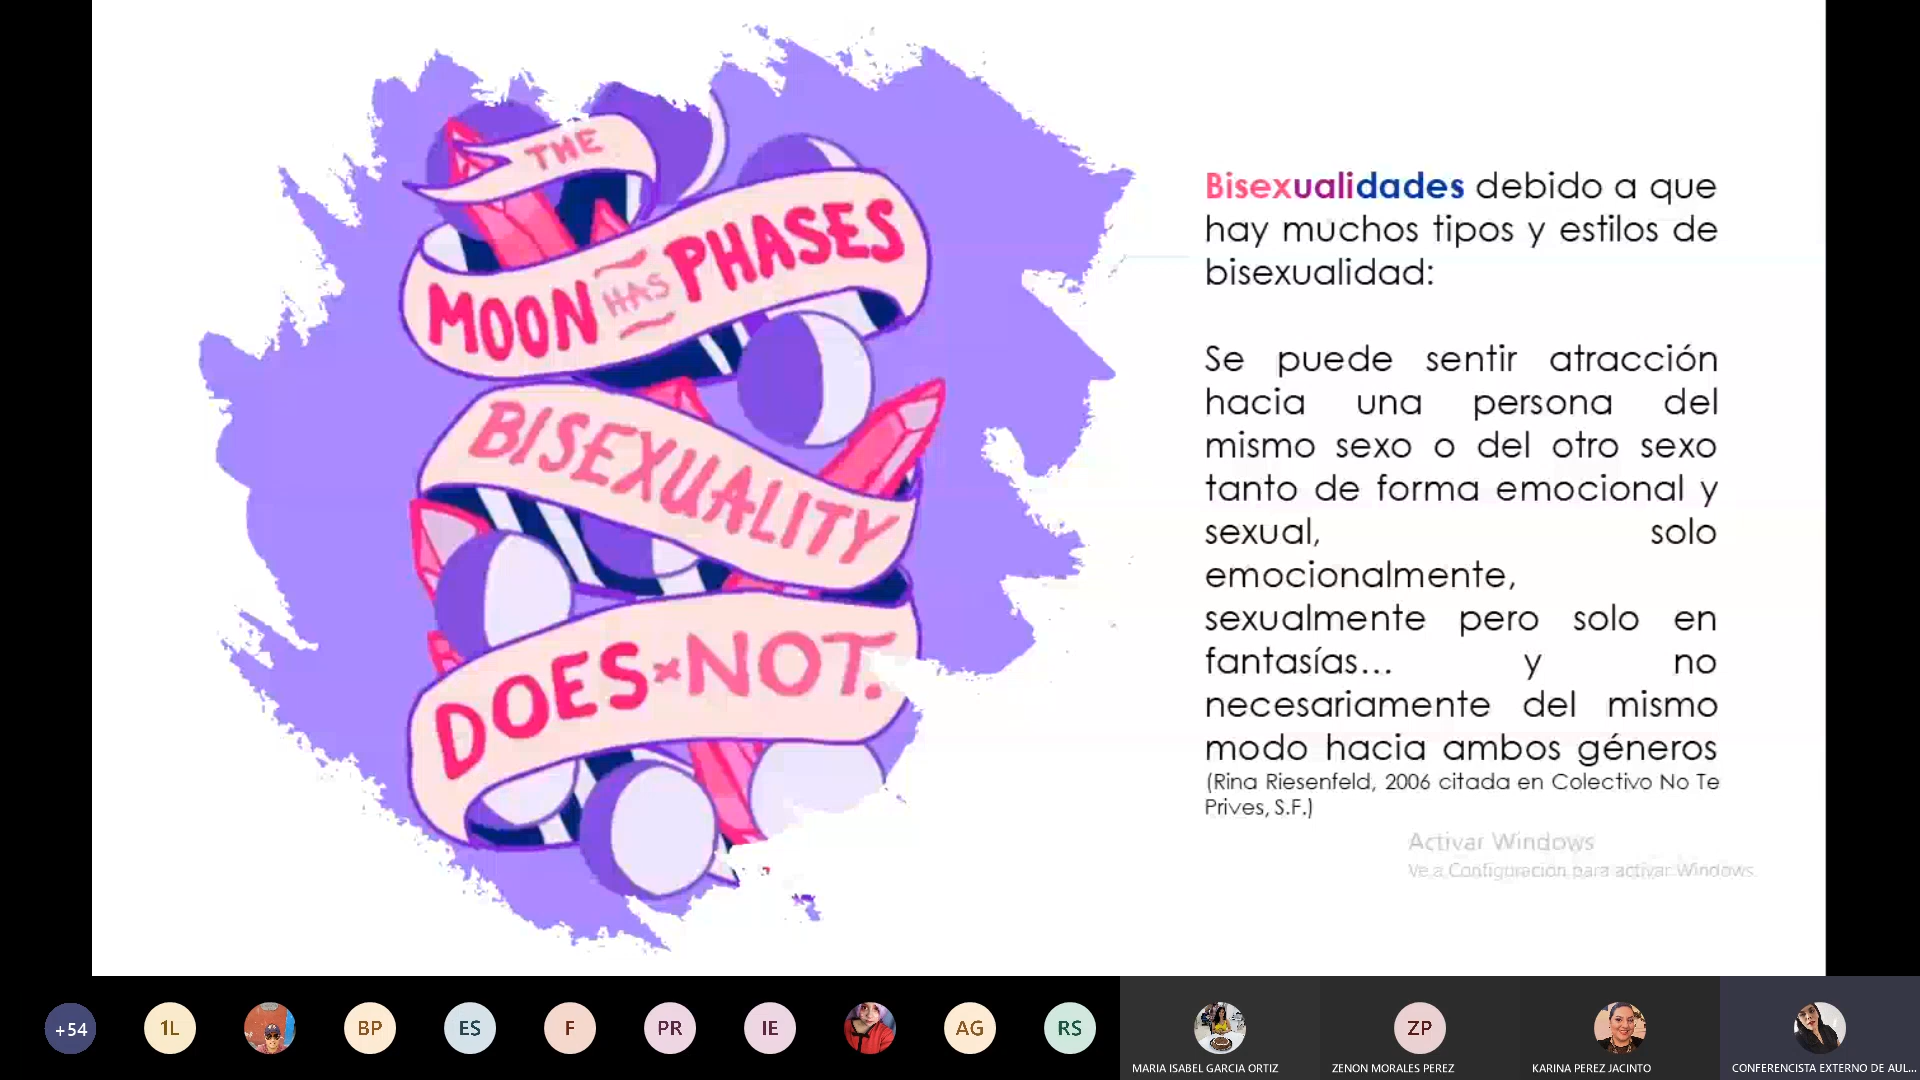 THE
MOON HAS PHASES
BISEXUALITY
DOES NOT.
Bisexualidades debido a que
hay muchos tipos y estilos de
bisexualidad:
Se puede sentir atracción
hacia una persona del
mismo sexo o del otro sexo
tanto de forma emocional y
sexual, solo
emocionalmente,
sexualmente pero solo en
fantasías... y no
necesariamente del mismo
modo hacia ambos géneros
(Rina Riesenfeld, 2006 citada en Colectivo No Te
Prives, S.F.)
Activar Windows
Ve a Configuración para activar Windows.
+54
1L
BP
ES
F
PR
IE
AG
RS
ZP
MARIA ISABEL GARCIA ORTIZ
ZENON MORALES PEREZ
KARINA PEREZ JACINTO
CONFERENCISTA EXTERNO DE AUL...